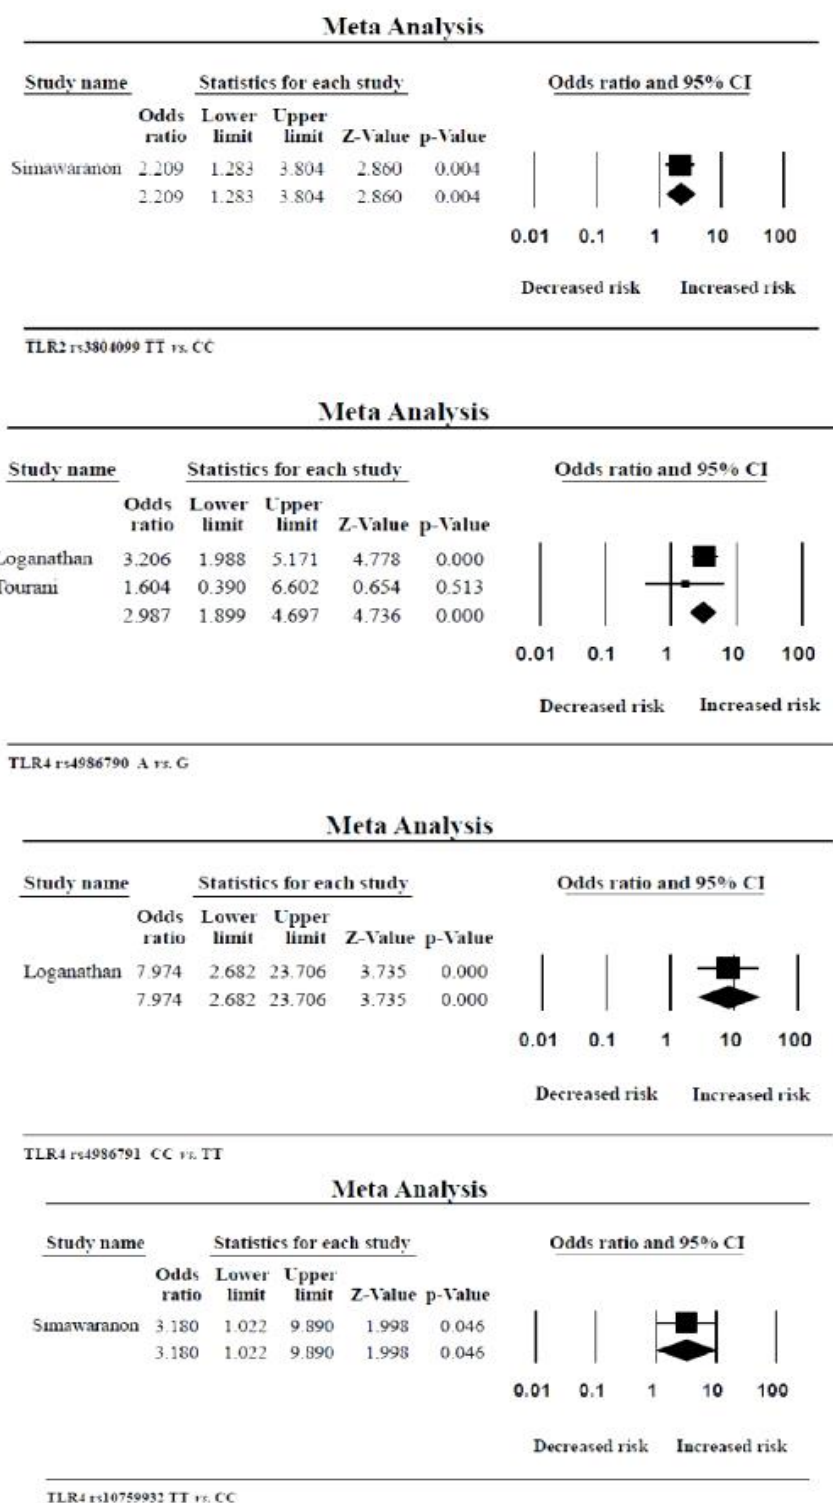 Meta Analysis
Study name Statistics for each study Odds ratio and 95% CI
Odds Lower Upper
ratio limit limit Z-Value p-Value
Simawaranon 2.209 1.283 3.804 2.860 0.004
2.209 1.283 3.804 2.860 0.004
0.01 0.1 1 10 100
Decreased risk Increased risk
TLR2 rs3804099 TT vs. CC
Meta Analysis
Study name Statistics for each study Odds ratio and 95% CI
Odds Lower Upper
ratio limit limit Z-Value p-Value
Loganathan 3.206 1.988 5.171 4.778 0.000
Tourani 1.604 0.390 6.602 0.654 0.513
2.987 1.899 4.697 4.736 0.000
0.01 0.1 1 10 100
Decreased risk Increased risk
TLR4 rs4986790 A vs. G
Meta Analysis
Study name Statistics for each study Odds ratio and 95% CI
Odds Lower Upper
ratio limit limit Z-Value p-Value
Loganathan 7.974 2.682 23.706 3.735 0.000
7.974 2.682 23.706 3.735 0.000
0.01 0.1 1 10 100
Decreased risk Increased risk
TLR4 rs4986791 CC vs. TT
Meta Analysis
Study name Statistics for each study Odds ratio and 95% CI
Odds Lower Upper
ratio limit limit Z-Value p-Value
Simawaranon 3.180 1.022 9.890 1.998 0.046
3.180 1.022 9.890 1.998 0.046
0.01 0.1 1 10 100
Decreased risk Increased risk
TLR4 rs10759932 TT vs. CC